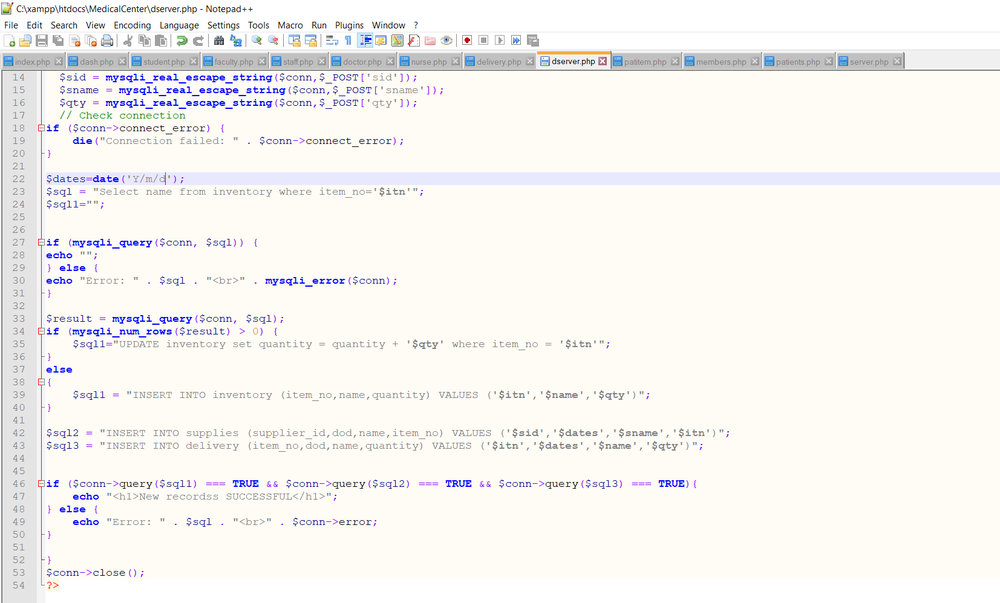 C:\xampp\htdocs\MedicalCenter\dserver.php - Notepad++
File Edit Search View Encoding Language Settings Tools Macro Run Plugins Window ?
index.php dash.php student.php faculty.php staff.php doctor.php nurse.php delivery.php dserver.php patitem.php members.php patients.php server.php
14 $sid = mysqli_real_escape_string($conn,$_POST['sid']);
15 $sname = mysqli_real_escape_string($conn,$_POST['sname']);
16 $qty = mysqli_real_escape_string($conn,$_POST['qty']);
17 // Check connection
18 if ($conn->connect_error) {
19 die("Connection failed: " . $conn->connect_error);
20 }
21
22 $dates=date('Y/m/d');
23 $sql = "Select name from inventory where item_no='$itn'";
24 $sql1="";
25
26
27 if (mysqli_query($conn, $sql)) {
28 echo "";
29 } else {
30 echo "Error: " . $sql . "<br>" . mysqli_error($conn);
31 }
32
33 $result = mysqli_query($conn, $sql);
34 if (mysqli_num_rows($result) > 0) {
35 $sql1="UPDATE inventory set quantity = quantity + '$qty' where item_no = '$itn'";
36 }
37 else
38 {
39 $sql1 = "INSERT INTO inventory (item_no,name,quantity) VALUES ('$itn','$name','$qty')";
40 }
41
42 $sql2 = "INSERT INTO supplies (supplier_id,dod,name,item_no) VALUES ('$sid','$dates','$sname','$itn')";
43 $sql3 = "INSERT INTO delivery (item_no,dod,name,quantity) VALUES ('$itn','$dates','$name','$qty')";
44
45
46 if ($conn->query($sql1) === TRUE && $conn->query($sql2) === TRUE && $conn->query($sql3) === TRUE){
47 echo "<h1>New recordss SUCCESSFUL</h1>";
48 } else {
49 echo "Error: " . $sql . "<br>" . $conn->error;
50 }
51
52 }
53 $conn->close();
54 ?>